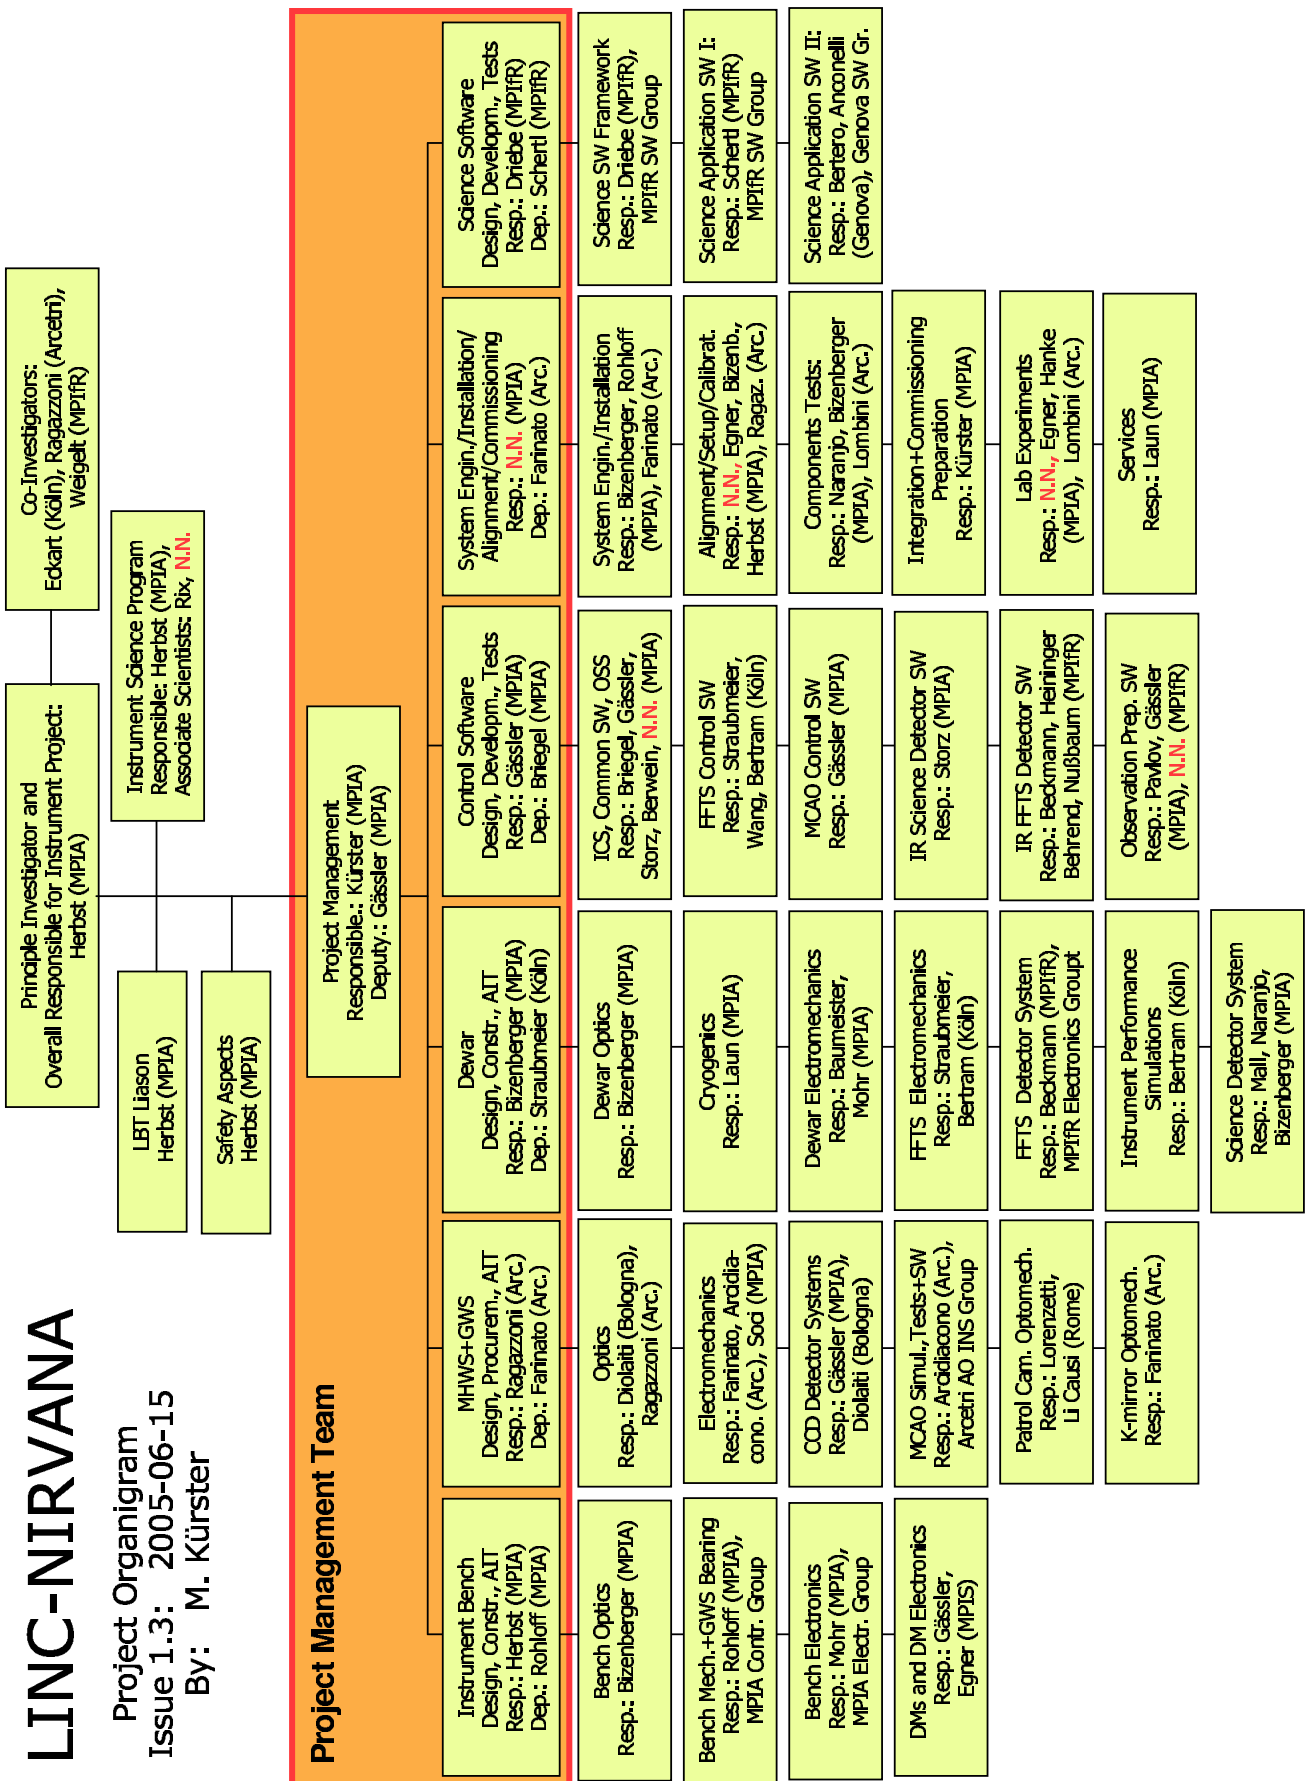 LINC-NIRVANA
Project Organigram
Issue 1.3: 2005-06-15
By: M. Kürster
Principle Investigator and
Overall Responsible for Instrument Project:
Herbst (MPIA)
Co-Investigators:
Eckart (Köln), Ragazzoni (Arcetri),
Weigelt (MPIfR)
LBT Liason
Herbst (MPIA)
Safety Aspects
Herbst (MPIA)
Instrument Science Program
Responsible: Herbst (MPIA),
Associate Scientists: Rix, N.N.
Project Management Team
Project Management
Responsible.: Kürster (MPIA)
Deputy.: Gässler (MPIA)
Instrument Bench
Design, Constr., AIT
Resp.: Herbst (MPIA)
Dep.: Rohloff (MPIA)
Bench Optics
Resp.: Bizenberger (MPIA)
Bench Mech.+GWS Bearing
Resp.: Rohloff (MPIA),
MPIA Contr. Group
Bench Electronics
Resp.: Mohr (MPIA),
MPIA Electr. Group
DMs and DM Electronics
Resp.: Gässler,
Egner (MPIS)
MHWS+GWS
Design, Procurem., AIT
Resp.: Ragazzoni (Arc.)
Dep.: Farinato (Arc.)
Optics
Resp.: Diolaiti (Bologna),
Ragazzoni (Arc.)
Electromechanics
Resp.: Farinato, Arcidia-
cono. (Arc.), Soci (MPIA)
CCD Detector Systems
Resp.: Gässler (MPIA),
Diolaiti (Bologna)
MCAO Simul.,Tests+SW
Resp.: Arcidiacono (Arc.),
Arcetri AO INS Group
Patrol Cam. Optomech.
Resp.: Lorenzetti,
Li Causi (Rome)
K-mirror Optomech.
Resp.: Farinato (Arc.)
Dewar
Design, Constr., AIT
Resp.: Bizenberger (MPIA)
Dep.: Straubmeier (Köln)
Dewar Optics
Resp.: Bizenberger (MPIA)
Cryogenics
Resp.: Laun (MPIA)
Dewar Electromechanics
Resp.: Baumeister,
Mohr (MPIA)
FFTS Electromechanics
Resp.: Straubmeier,
Bertram (Köln)
FFTS Detector System
Resp.: Beckmann (MPIfR),
MPIfR Electronics Groupt
Instrument Performance
Simulations
Resp.: Bertram (Köln)
Science Detector System
Resp.: Mall, Naranjo,
Bizenberger (MPIA)
Control Software
Design, Developm., Tests
Resp.: Gässler (MPIA)
Dep.: Briegel (MPIA)
ICS, Common SW, OSS
Resp.: Briegel, Gässler,
Storz, Berwein, N.N. (MPIA)
FFTS Control SW
Resp.: Straubmeier,
Wang, Bertram (Köln)
MCAO Control SW
Resp.: Gässler (MPIA)
IR Science Detector SW
Resp.: Storz (MPIA)
IR FFTS Detector SW
Resp.: Beckmann, Heininger
Behrend, Nußbaum (MPIfR)
Observation Prep. SW
Resp.: Pavlov, Gässler
(MPIA), N.N. (MPIfR)
System Engin./Installation/
Alignment/Commissioning
Resp.: N.N. (MPIA)
Dep.: Farinato (Arc.)
System Engin./Installation
Resp.: Bizenberger, Rohloff
(MPIA), Farinato (Arc.)
Alignment/Setup/Calibrat.
Resp.: N.N., Egner, Bizenb.,
Herbst (MPIA), Ragaz. (Arc.)
Components Tests:
Resp.: Naranjo, Bizenberger
(MPIA), Lombini (Arc.)
Integration+Commissioning
Preparation
Resp.: Kürster (MPIA)
Lab Experiments
Resp.: N.N., Egner, Hanke
(MPIA), Lombini (Arc.)
Services
Resp.: Laun (MPIA)
Science Software
Design, Developm., Tests
Resp.: Driebe (MPIfR)
Dep.: Schertl (MPIfR)
Science SW Framework
Resp.: Driebe (MPIfR),
MPIfR SW Group
Science Application SW I:
Resp.: Schertl (MPIfR)
MPIfR SW Group
Science Application SW II:
Resp.: Bertero, Anconelli
(Genova), Genova SW Gr.